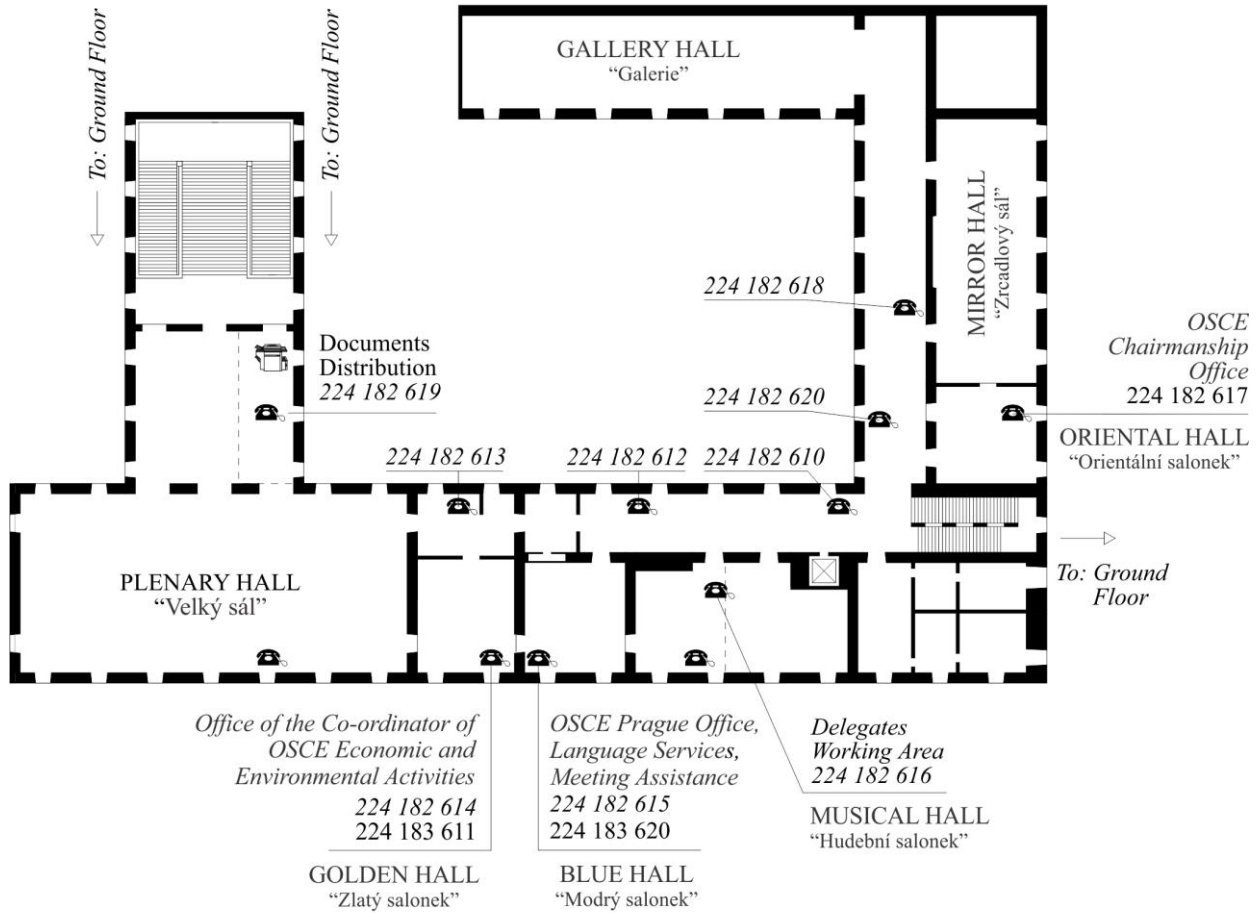 To: Ground Floor
To: Ground Floor
GALLERY HALL
“Galerie”
MIRROR HALL
“Zrcadlový sál”
224 182 618
OSCE
Chairmanship
Office
224 182 617
ORIENTAL HALL
“Orientální salonek”
Documents
Distribution
224 182 619
224 182 620
224 182 613
224 182 612
224 182 610
To: Ground
Floor
PLENARY HALL
“Velký sál”
Office of the Co-ordinator of
OSCE Economic and
Environmental Activities
224 182 614
224 183 611
GOLDEN HALL
“Zlatý salonek”
OSCE Prague Office,
Language Services,
Meeting Assistance
224 182 615
224 183 620
BLUE HALL
“Modrý salonek”
Delegates
Working Area
224 182 616
MUSICAL HALL
“Hudební salonek”